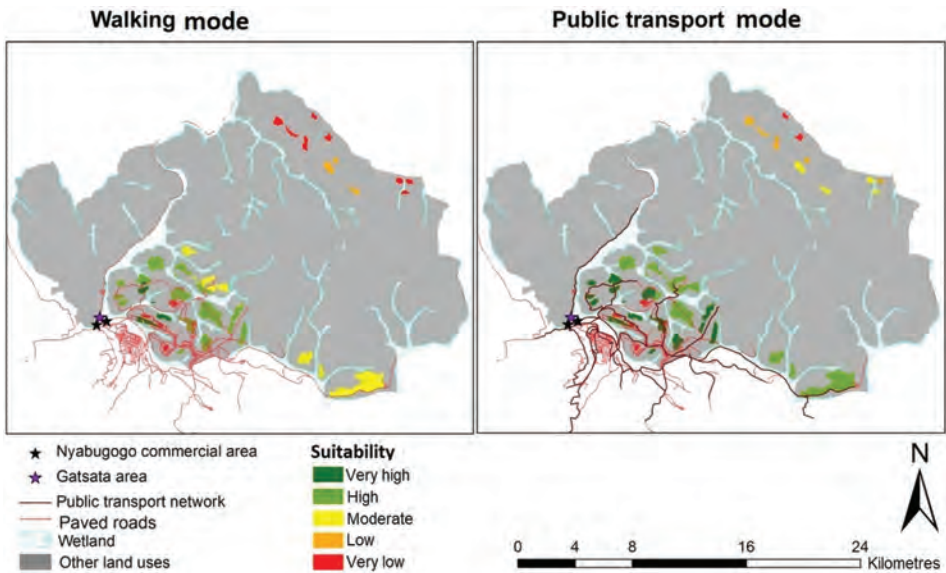 Walking mode
Public transport mode
Nyabugogo commercial area
Gatsata area
Public transport network
Paved roads
Wetland
Other land uses
Suitability
Very high
High
Moderate
Low
Very low
N
0 4 8 16 24 Kilometres